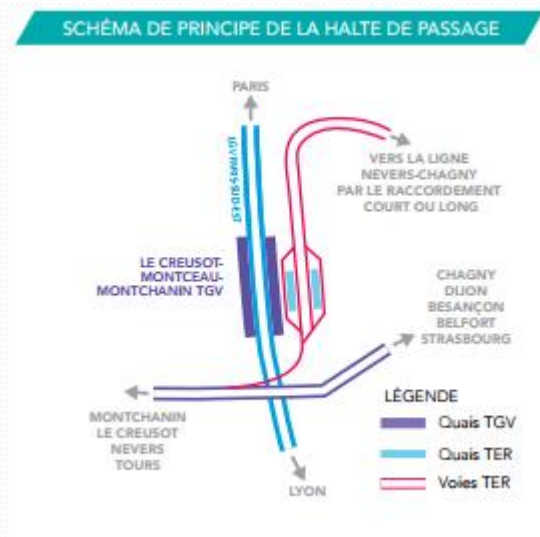 SCHÉMA DE PRINCIPE DE LA HALTE DE PASSAGE
PARIS
LGV PARIS-SUD-EST
VERS LA LIGNE
NEVERS-CHAGNY
PAR LE RACCORDEMENT
COURT OU LONG
LE CREUSOT-
MONTCEAU-
MONTCHANIN TGV
CHAGNY
DIJON
BESANÇON
BELFORT
STRASBOURG
MONTCHANIN
LE CREUSOT
NEVERS
TOURS
LYON
LÉGENDE
Quais TGV
Quais TER
Voies TER